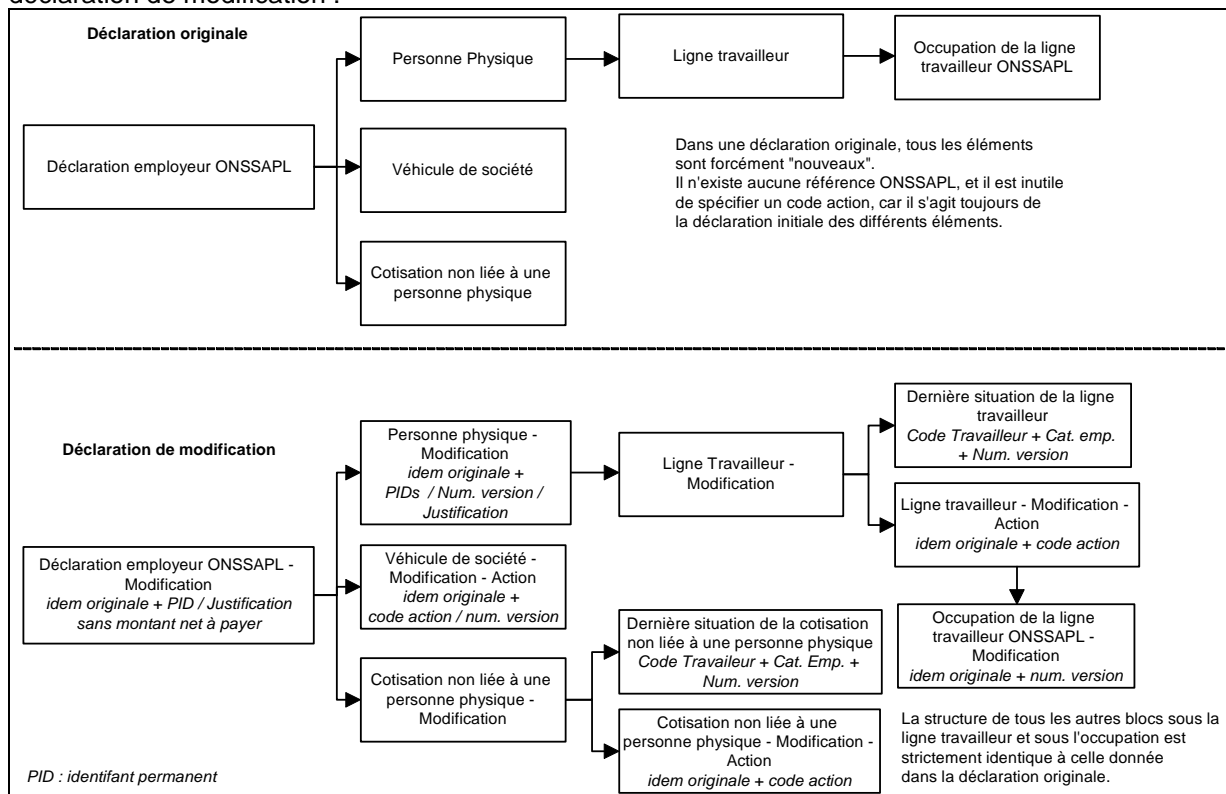 déclaration de modification :
Déclaration originale
Personne Physique
Ligne travailleur
Occupation de la ligne
travailleur ONSSAPL
Déclaration employeur ONSSAPL
Véhicule de société
Cotisation non liée à une
personne physique
Dans une déclaration originale, tous les éléments
sont forcément "nouveaux".
Il n'existe aucune référence ONSSAPL, et il est inutile
de spécifier un code action, car il s'agit toujours de
la déclaration initiale des différents éléments.
Déclaration de modification
Déclaration employeur ONSSAPL -
Modification
idem originale + PID / Justification
sans montant net à payer
Personne physique -
Modification
idem originale +
PIDs / Num. version /
Justification
Ligne Travailleur -
Modification
Dernière situation de la ligne
travailleur
Code Travailleur + Cat. emp.
+ Num. version
Ligne travailleur - Modification -
Action
idem originale + code action
Occupation de la ligne
travailleur ONSSAPL -
Modification
idem originale + num. version
Véhicule de société -
Modification - Action
idem originale +
code action / num. version
Cotisation non liée à une
personne physique -
Modification
Dernière situation de la cotisation
non liée à une personne physique
Code Travaileur + Cat. Emp. +
Num. version
Cotisation non liée à une
personne physique - Modification -
Action
idem originale + code action
La structure de tous les autres blocs sous la
ligne travailleur et sous l'occupation est
strictement identique à celle donnée
dans la déclaration originale.
PID : identifant permanent